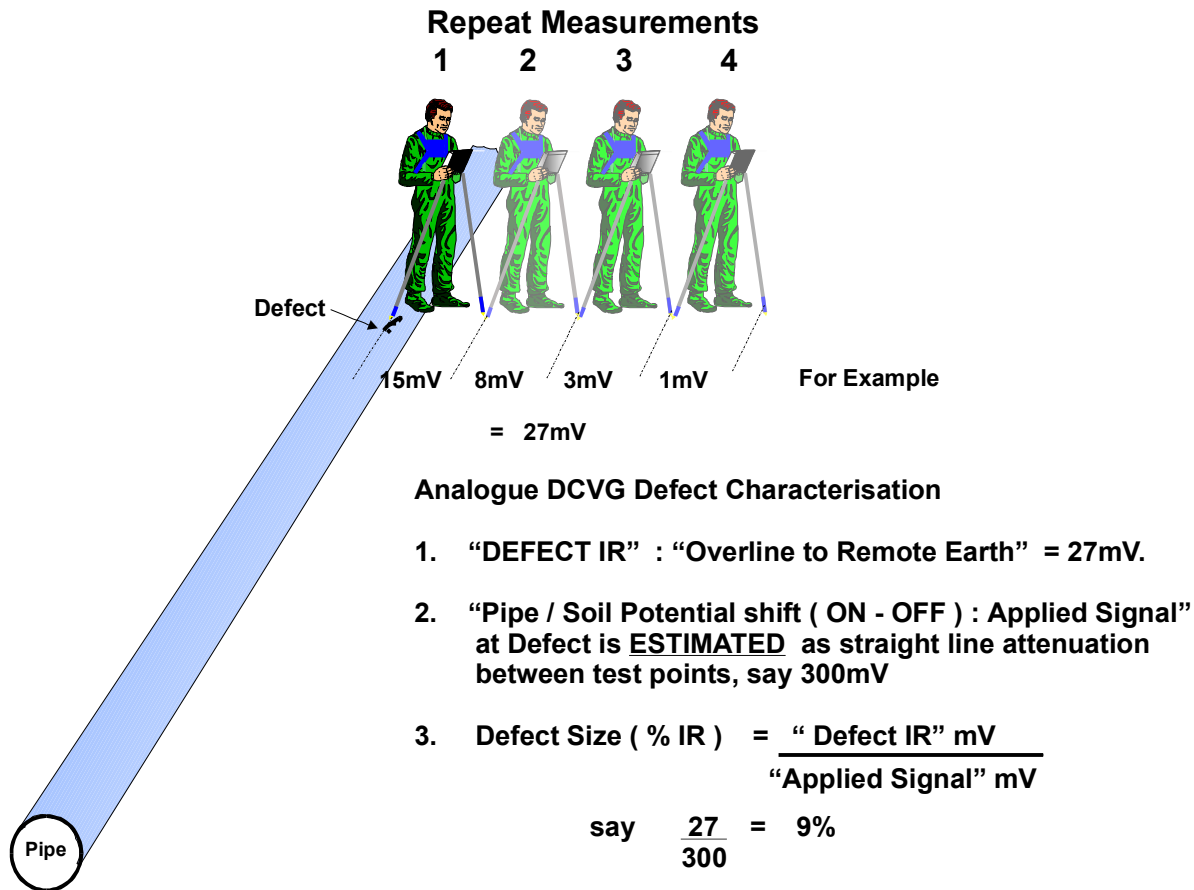 Repeat Measurements
1 2 3 4
Defect
15mV 8mV 3mV 1mV For Example
= 27mV
Analogue DCVG Defect Characterisation
1. “DEFECT IR” : “Overline to Remote Earth” = 27mV.
2. “Pipe / Soil Potential shift ( ON - OFF ) : Applied Signal”
at Defect is ESTIMATED as straight line attenuation
between test points, say 300mV
3. Defect Size ( % IR ) = “ Defect IR” mV
“Applied Signal” mV
say 27 = 9%
300
Pipe